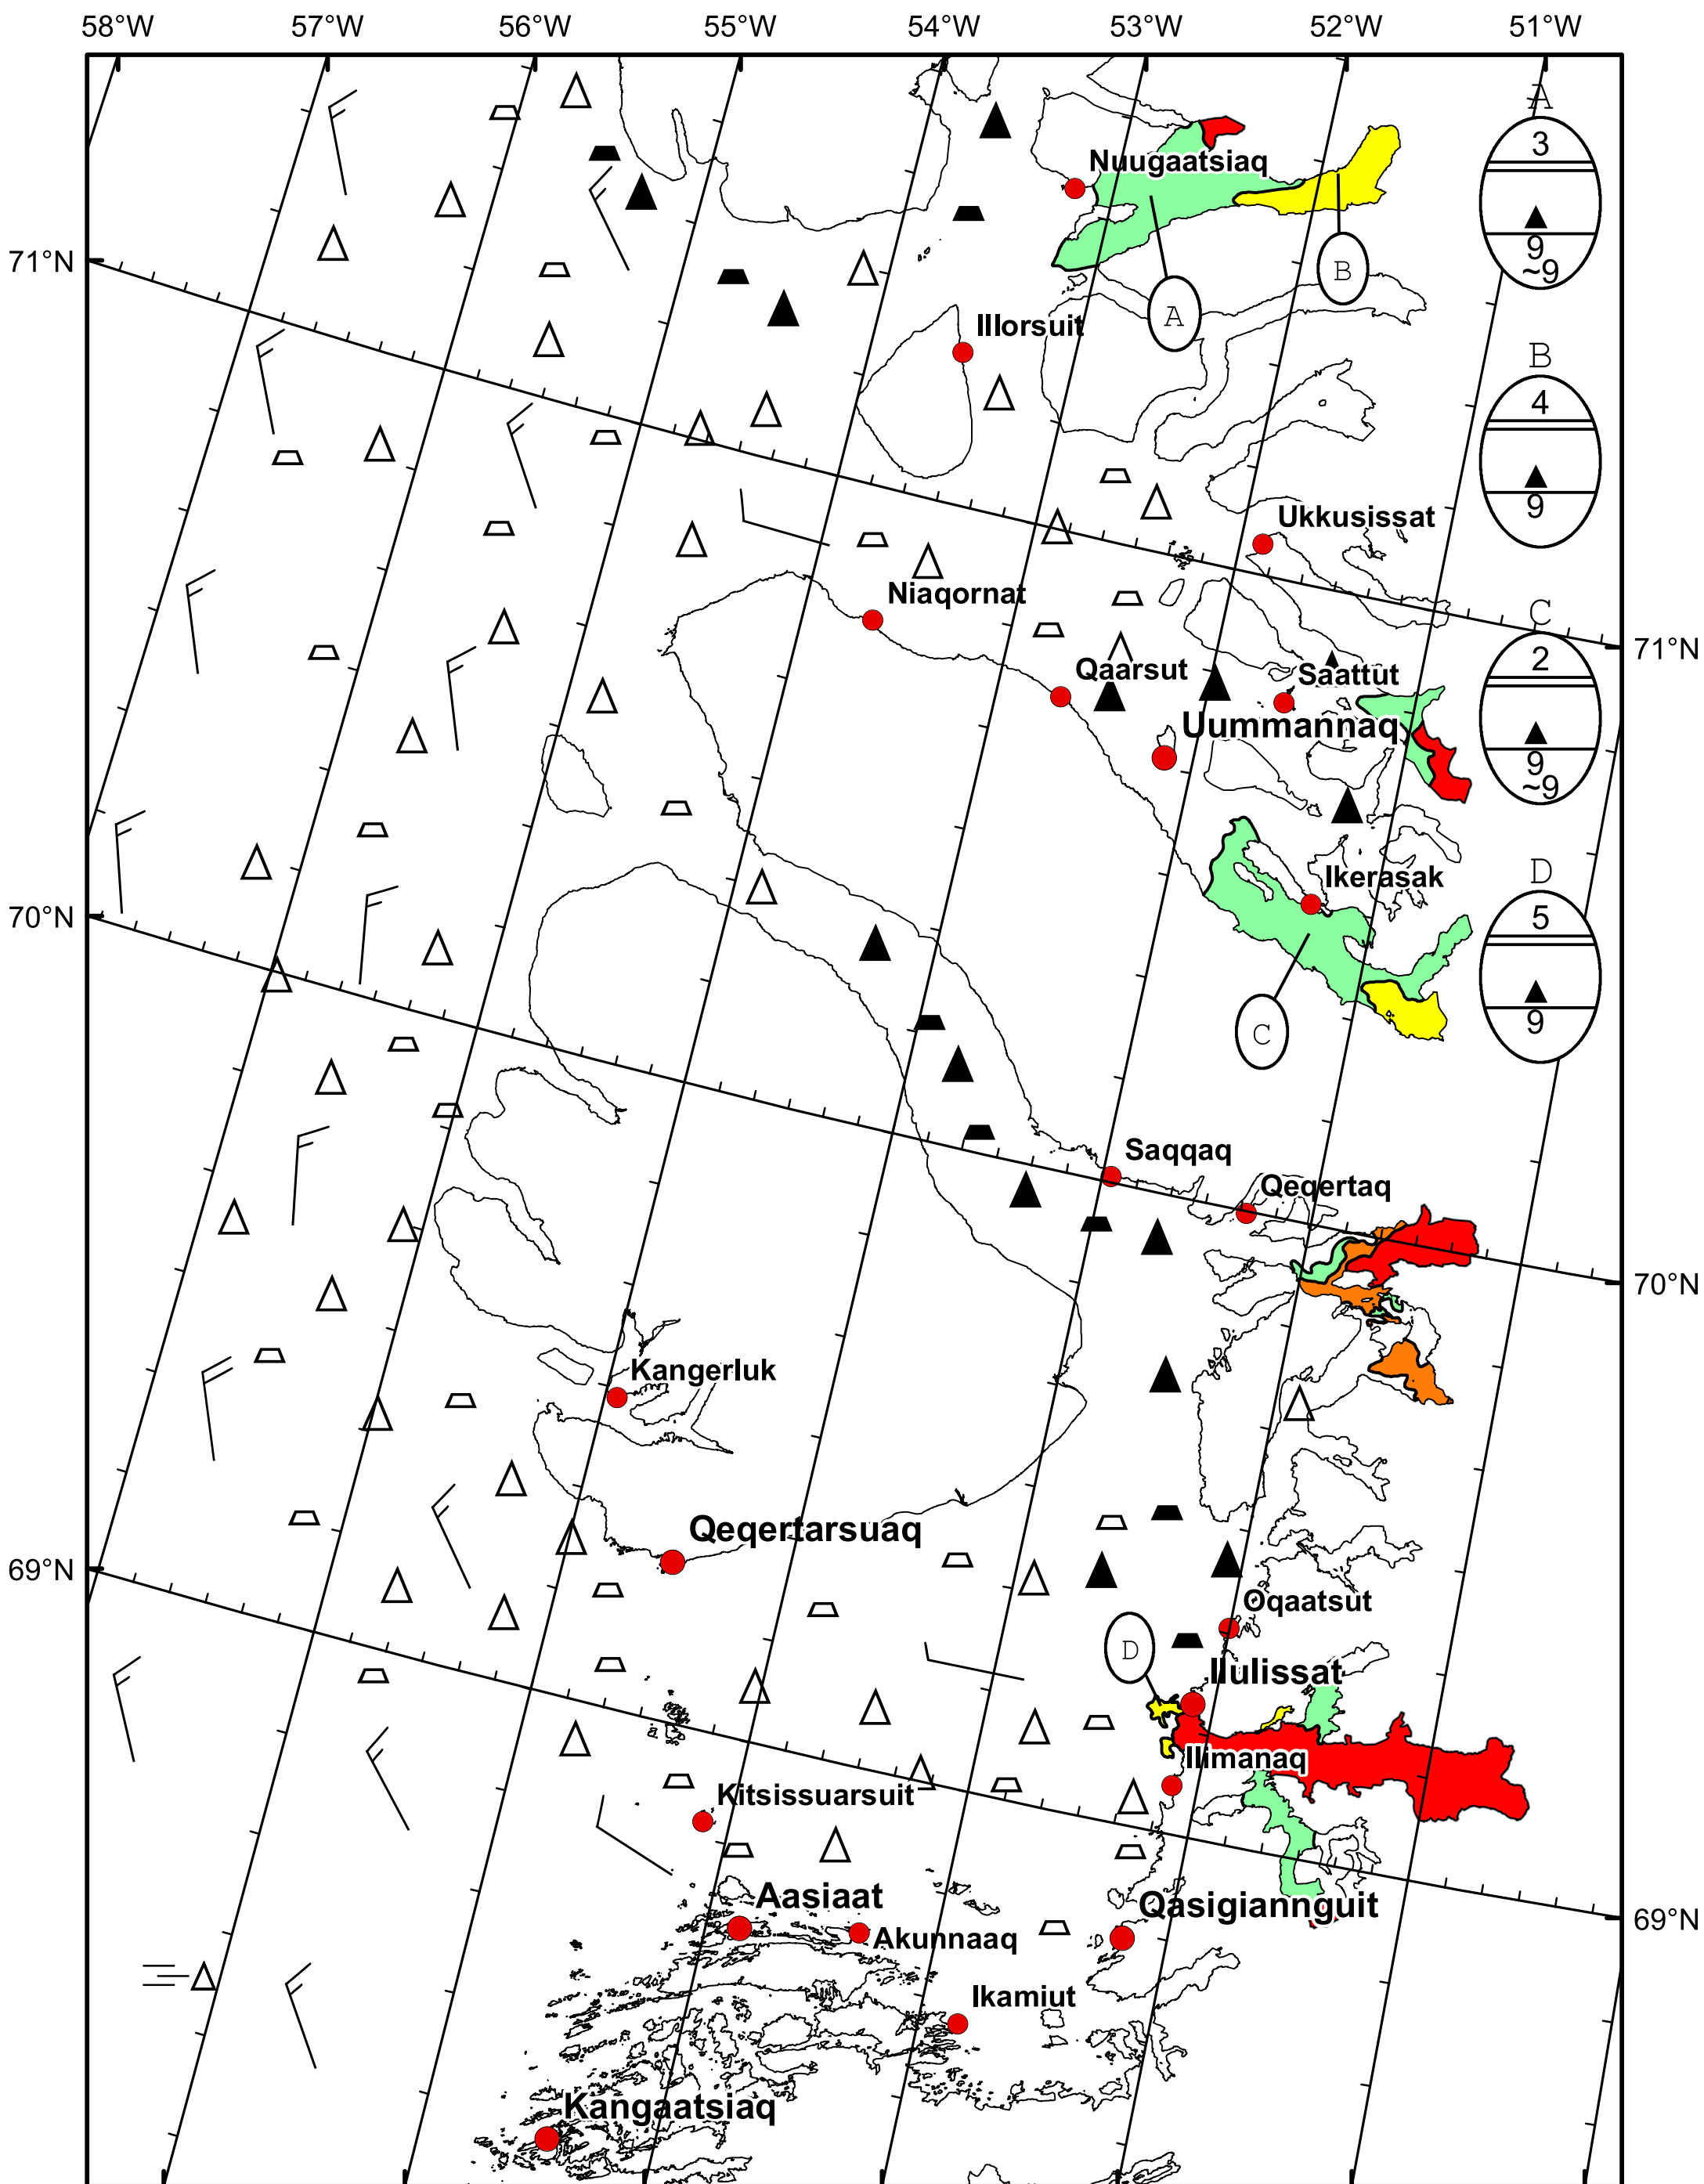 58°W 57°W 56°W 55°W 54°W 53°W 52°W 51°W
A
3
Nuugaatsiaq
9
~9
71°N
B
A
Illorsuit
B
4
9
Ukkusissat
Niaqornat
C
2
71°N
Qaarsut
Saattut
Uummannaq
9
~9
Ikerasak
D
5
70°N
9
C
Saqqaq
Qeqertaq
70°N
Kangerluk
Qeqertarsuaq
69°N
Oqaatsut
D
Ilulissat
Ilimanaq
Kitsissuarsuit
Aasiaat
Qasigiannguit
69°N
Akunnaaq
Ikamiut
Kangaatsiaq